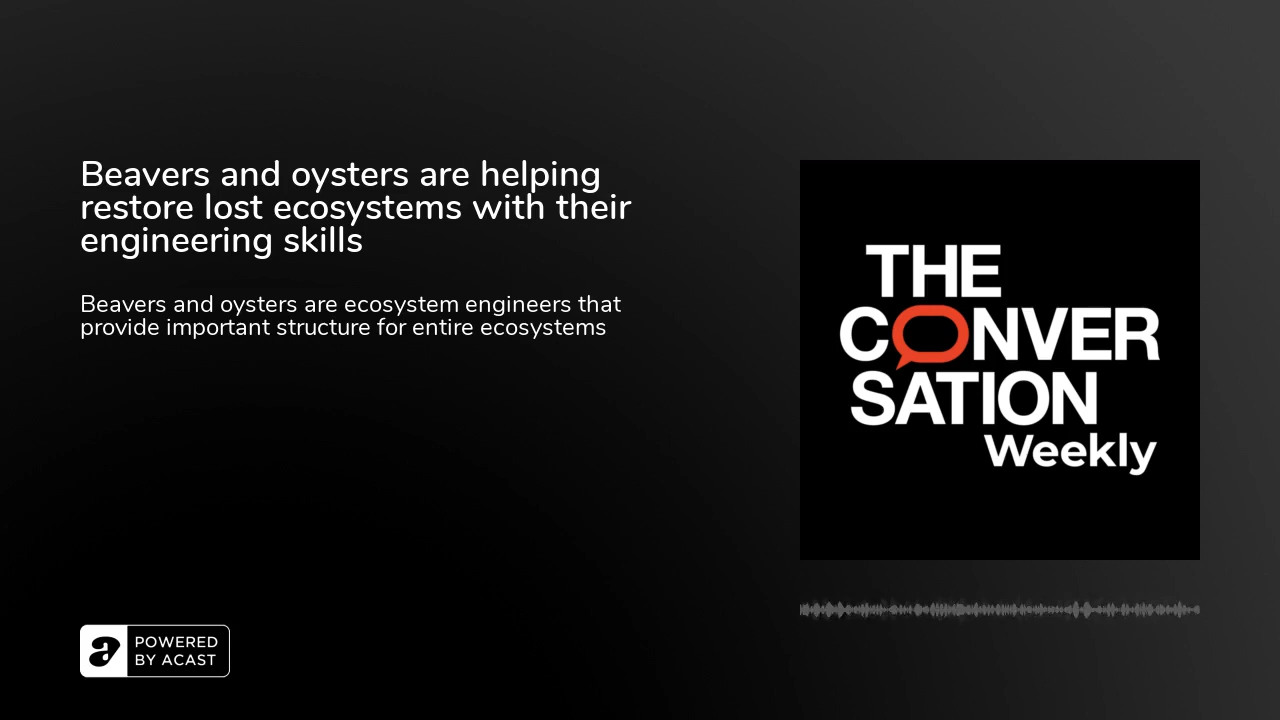 Beavers and oysters are helping
restore lost ecosystems with their
engineering skills
Beavers and oysters are ecosystem engineers that
provide important structure for entire ecosystems
THE
CONVER
SATION
Weekly
a
POWERED
BY ACAST